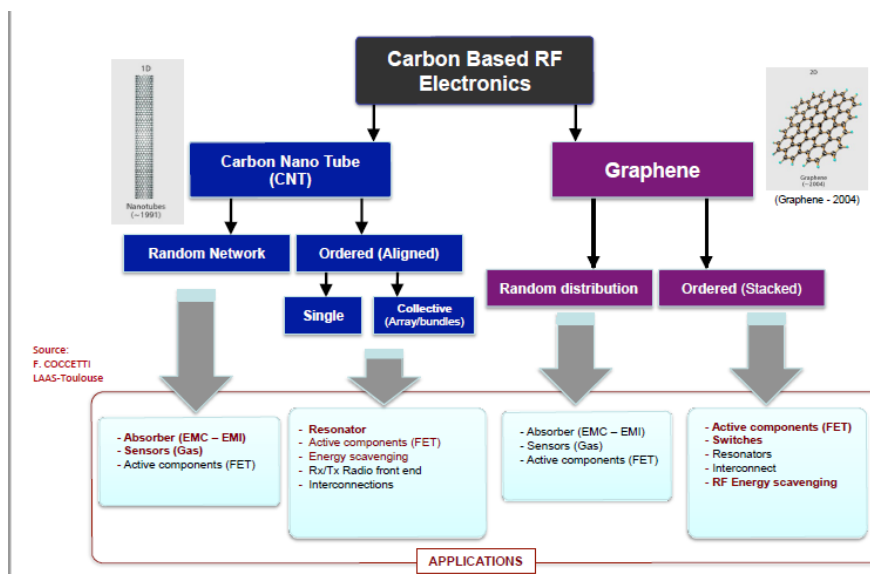 Carbon Based RF
Electronics
1D
Nanotubes
(~1991)
2D
Graphene
(~2004)
(Graphene - 2004)
Carbon Nano Tube
(CNT)
Graphene
Random Network
Ordered (Aligned)
Single
Collective
(Array/bundles)
Random distribution
Ordered (Stacked)
Source:
F. COCCETTI
LAAS-Toulouse
- Absorber (EMC – EMI)
- Sensors (Gas)
- Active components (FET)
- Resonator
- Active components (FET)
- Energy scavenging
- Rx/Tx Radio front end
- Interconnections
- Absorber (EMC – EMI)
- Sensors (Gas)
- Active components (FET)
- Active components (FET)
- Switches
- Resonators
- Interconnect
- RF Energy scavenging
APPLICATIONS